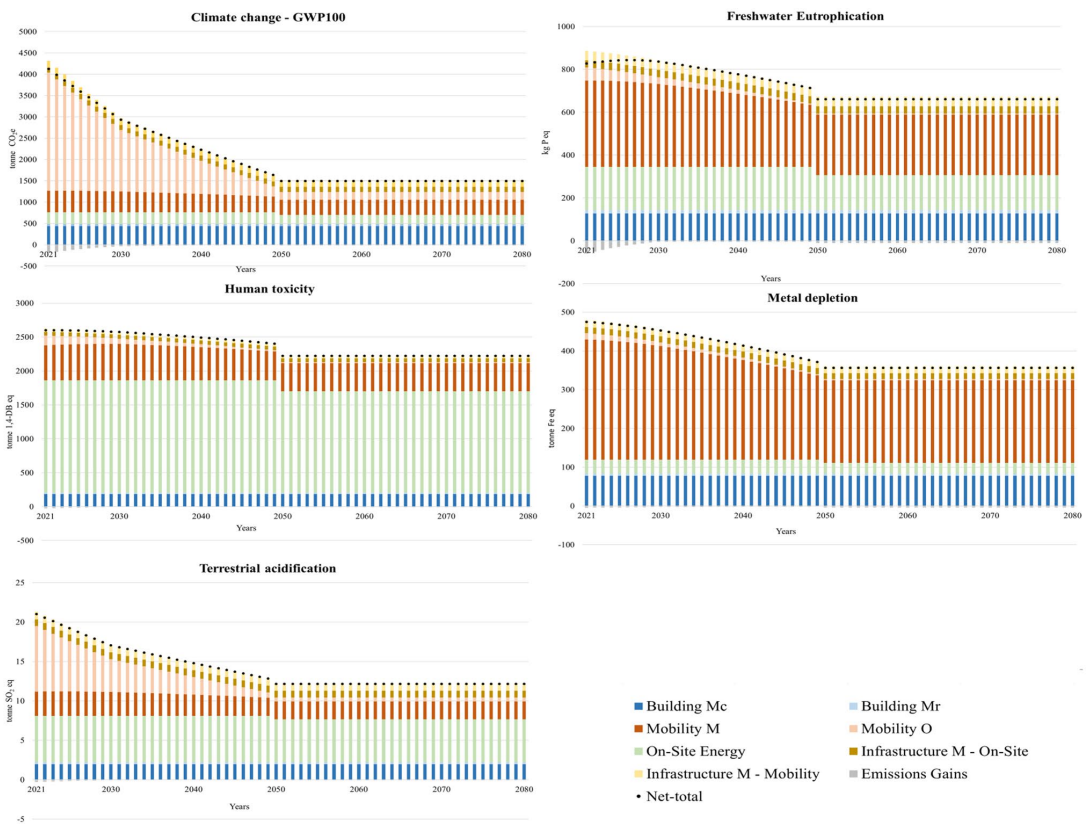 Climate change - GWP100
5000
4500
4000
3500
3000
2500
2000
1500
1000
500
0
-500
tonne CO2e
2021 2030 2040 2050 2060 2070 2080
Years
Freshwater Eutrophication
1000
800
600
400
200
0
-200
kg P eq
2021 2030 2040 2050 2060 2070 2080
Years
Human toxicity
3000
2500
2000
1500
1000
500
0
-500
tonne 1,4-DB eq
2021 2030 2040 2050 2060 2070 2080
Years
Metal depletion
500
400
300
200
100
0
-100
tonne Fe eq
2021 2030 2040 2050 2060 2070 2080
Years
Terrestrial acidification
25
20
15
10
5
0
-5
tonne SO2 eq
2021 2030 2040 2050 2060 2070 2080
Years
Building Mc Building Mr
Mobility M Mobility O
On-Site Energy Infrastructure M - On-Site
Infrastructure M - Mobility Emissions Gains
Net-total